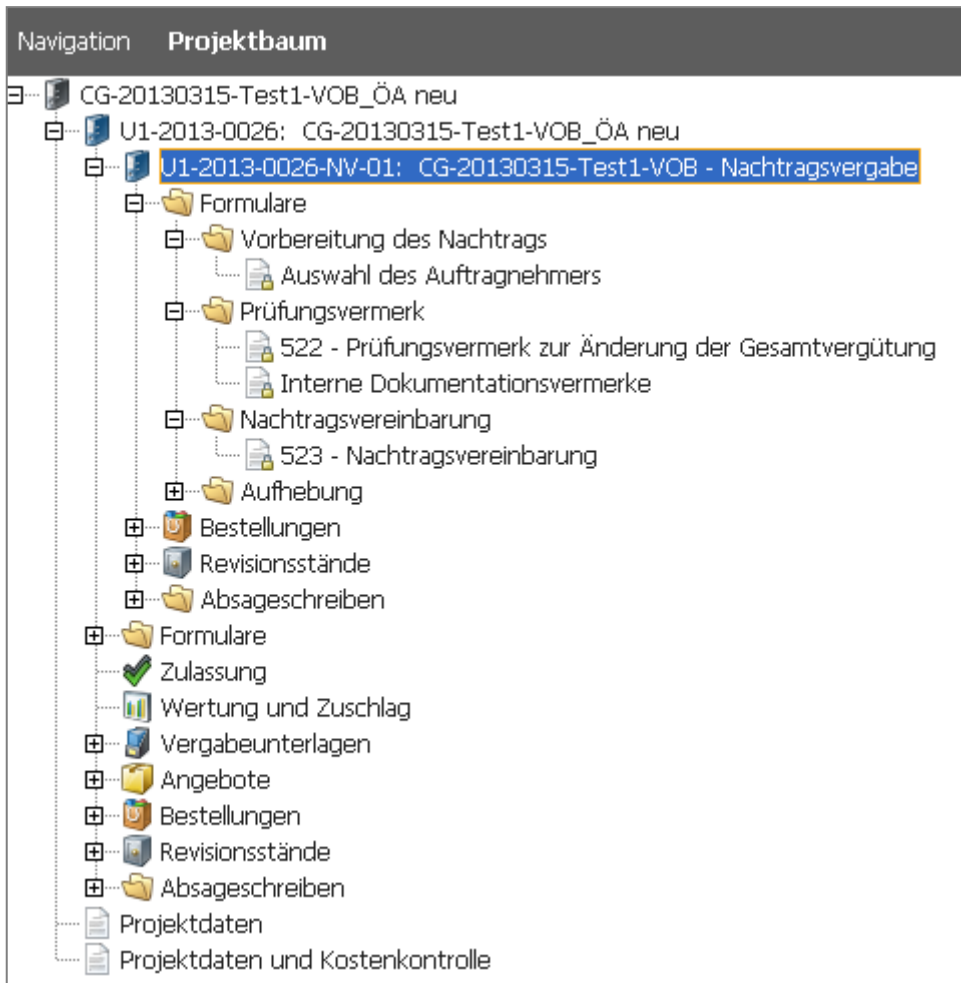 Navigation Projektbaum
CG-20130315-Test1-VOB_ÖA neu
U1-2013-0026: CG-20130315-Test1-VOB_ÖA neu
U1-2013-0026-NV-01: CG-20130315-Test1-VOB - Nachtragsvergabe
Formulare
Vorbereitung des Nachtrags
Auswahl des Auftragnehmers
Prüfungsvermerk
522 - Prüfungsvermerk zur Änderung der Gesamtvergütung
Interne Dokumentationsvermerke
Nachtragsvereinbarung
523 - Nachtragsvereinbarung
Aufhebung
Bestellungen
Revisionsstände
Absageschreiben
Formulare
Zulassung
Wertung und Zuschlag
Vergabeunterlagen
Angebote
Bestellungen
Revisionsstände
Absageschreiben
Projektdaten
Projektdaten und Kostenkontrolle